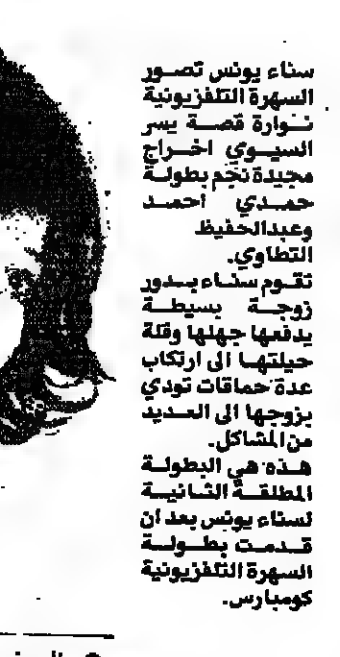 سناء يونس تصور
السهرة التلفزيونية
نوارة قصة يسر
السيوي اخراج
مجيدة نجم بطولة
حمدي احمد
وعبدالحفيظ
التطاوي.
تقوم سناء بدور
زوجة بسيطة
يدفعها جهلها وقلة
حيلتها الى ارتكاب
عدة حماقات تودي
بزوجها الى العديد
من المشاكل.
هذه هي البطولة
المطلقة الثانية
لسناء يونس بعد ان
قدمت بطولة
السهرة التلفزيونية
كومبارس.